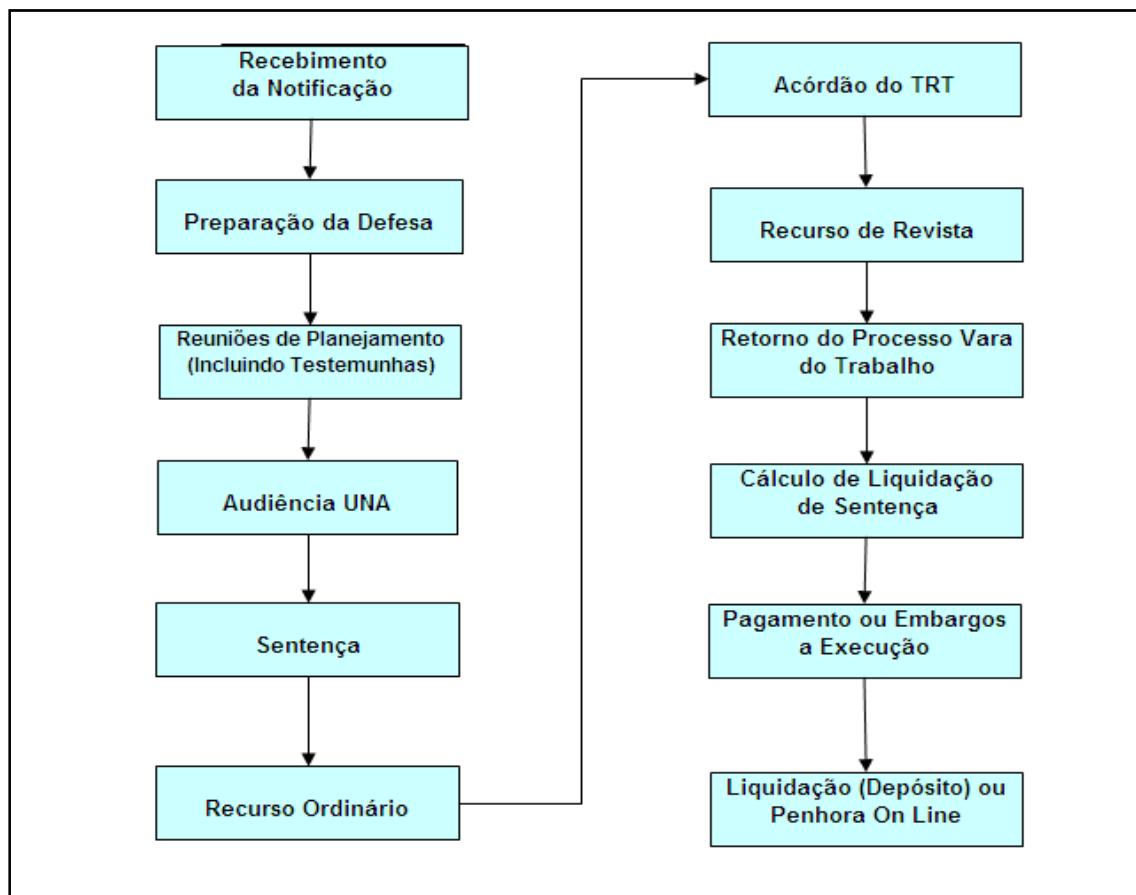 Recebimento
da Notificação
Preparação da Defesa
Reuniões de Planejamento
(Incluindo Testemunhas)
Audiência UNA
Sentença
Recurso Ordinário
Acórdão do TRT
Recurso de Revista
Retorno do Processo Vara
do Trabalho
Cálculo de Liquidação
de Sentença
Pagamento ou Embargos
a Execução
Liquidação (Depósito) ou
Penhora On Line